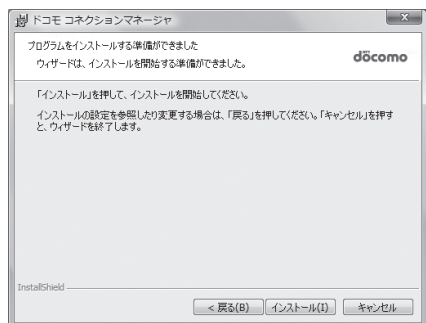 ドコモ コネクションマネージャ
プログラムをインストールする準備ができました
ウィザードは、インストールを開始する準備ができました。
döcomo
「インストール」を押して、インストールを開始してください。
インストールの設定を参照したり変更する場合は、「戻る」を押してください。「キャンセル」を押す
と、ウィザードを終了します。
InstallShield
< 戻る(B)
インストール(I)
キャンセル